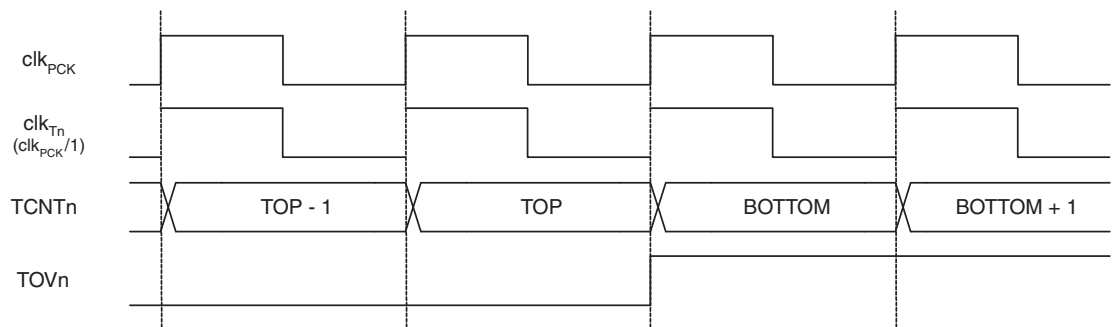 clkPCK
clkTn
(clkPCK/1)
TCNTn TOP - 1 TOP BOTTOM BOTTOM + 1
TOVn